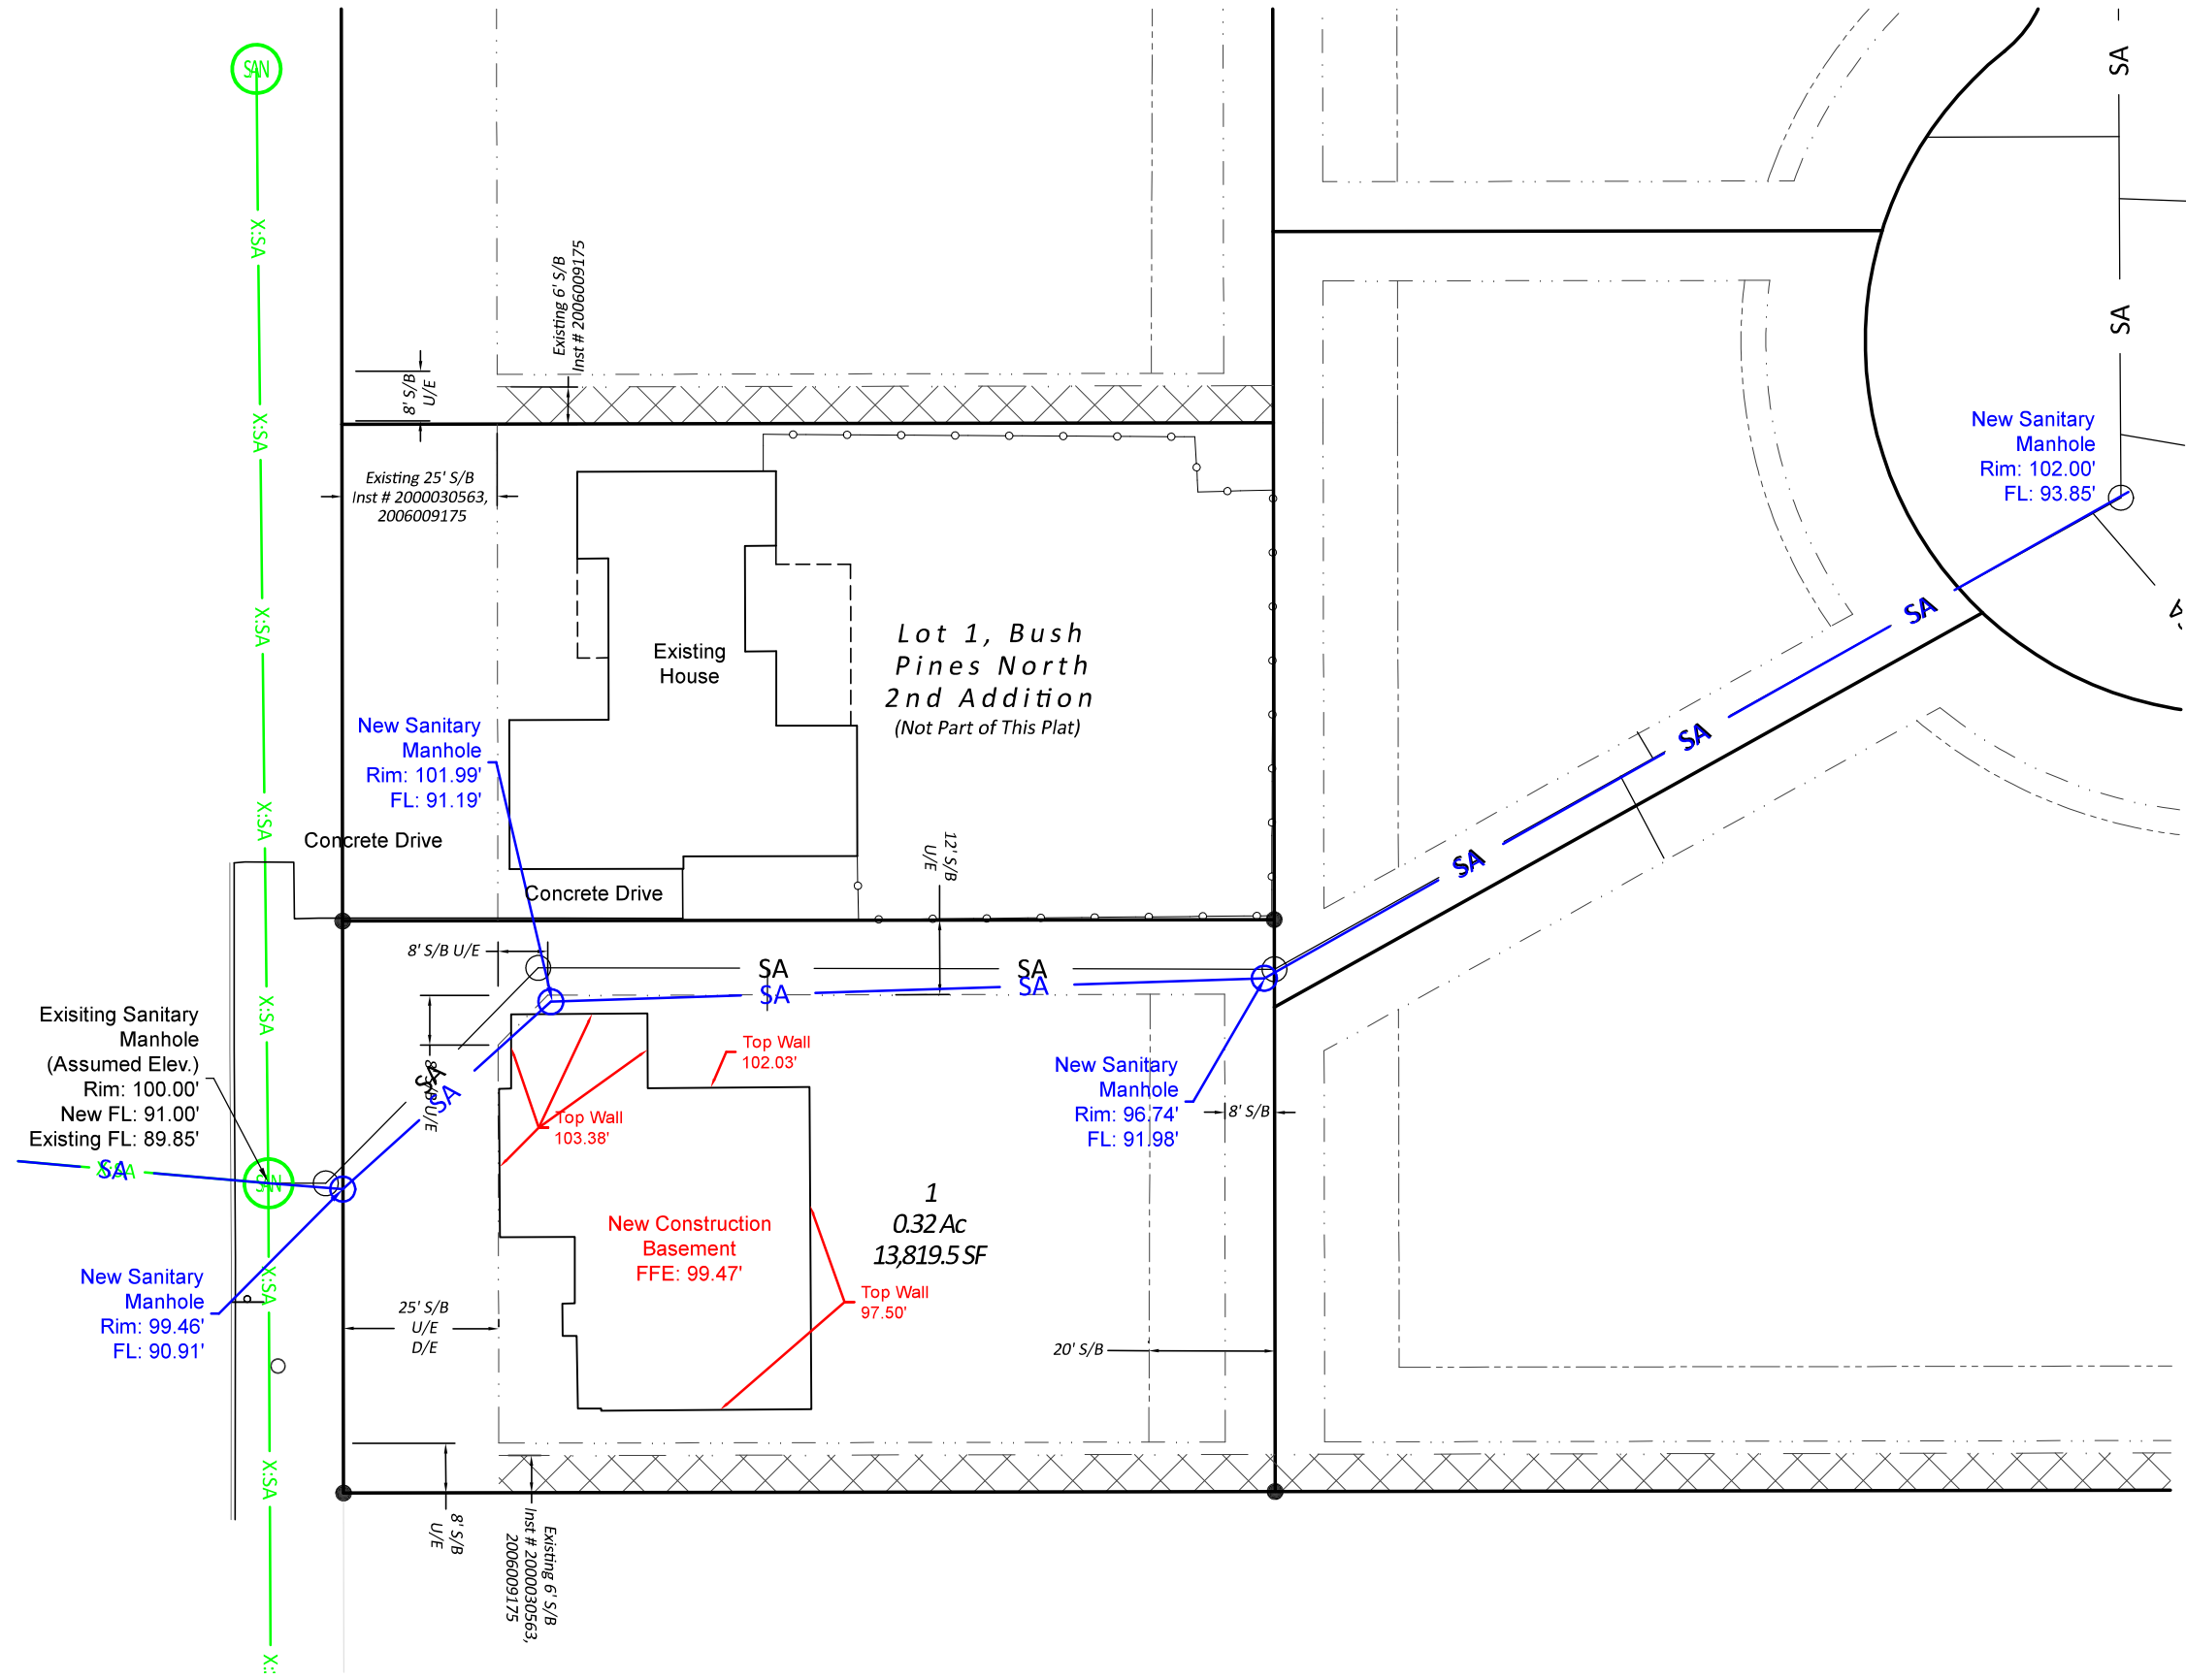 SAN
X:SA
X:SA
X:SA
X:SA
X:SA
X:SA
X:SA
SA
SA
Existing 6' S/B
Inst # 2006009175
8' S/B
U/E
Existing 25' S/B
Inst # 2000030563,
2006009175
New Sanitary
Manhole
Rim: 102.00'
FL: 93.85'
Existing
House
Lot 1, Bush
Pines North
2nd Addition
(Not Part of This Plat)
SA
SA
SA
New Sanitary
Manhole
Rim: 101.99'
FL: 91.19'
Concrete Drive
Concrete Drive
12' S/B
U/E
8' S/B U/E
SA
SA
SA
SA
Exisiting Sanitary
Manhole
(Assumed Elev.)
Rim: 100.00'
New FL: 91.00'
Existing FL: 89.85'
8' S/B U/E
SA
SA
Top Wall
102.03'
Top Wall
103.38'
New Sanitary
Manhole
Rim: 96.74'
FL: 91.98'
8' S/B
X:SA
SA
SAN
1
0.32 Ac
13,819.5 SF
New Construction
Basement
FFE: 99.47'
Top Wall
97.50'
New Sanitary
Manhole
Rim: 99.46'
FL: 90.91'
25' S/B
U/E
D/E
20' S/B
8' S/B
U/E
Existing 6' S/B
Inst # 2000030563,
2006009175